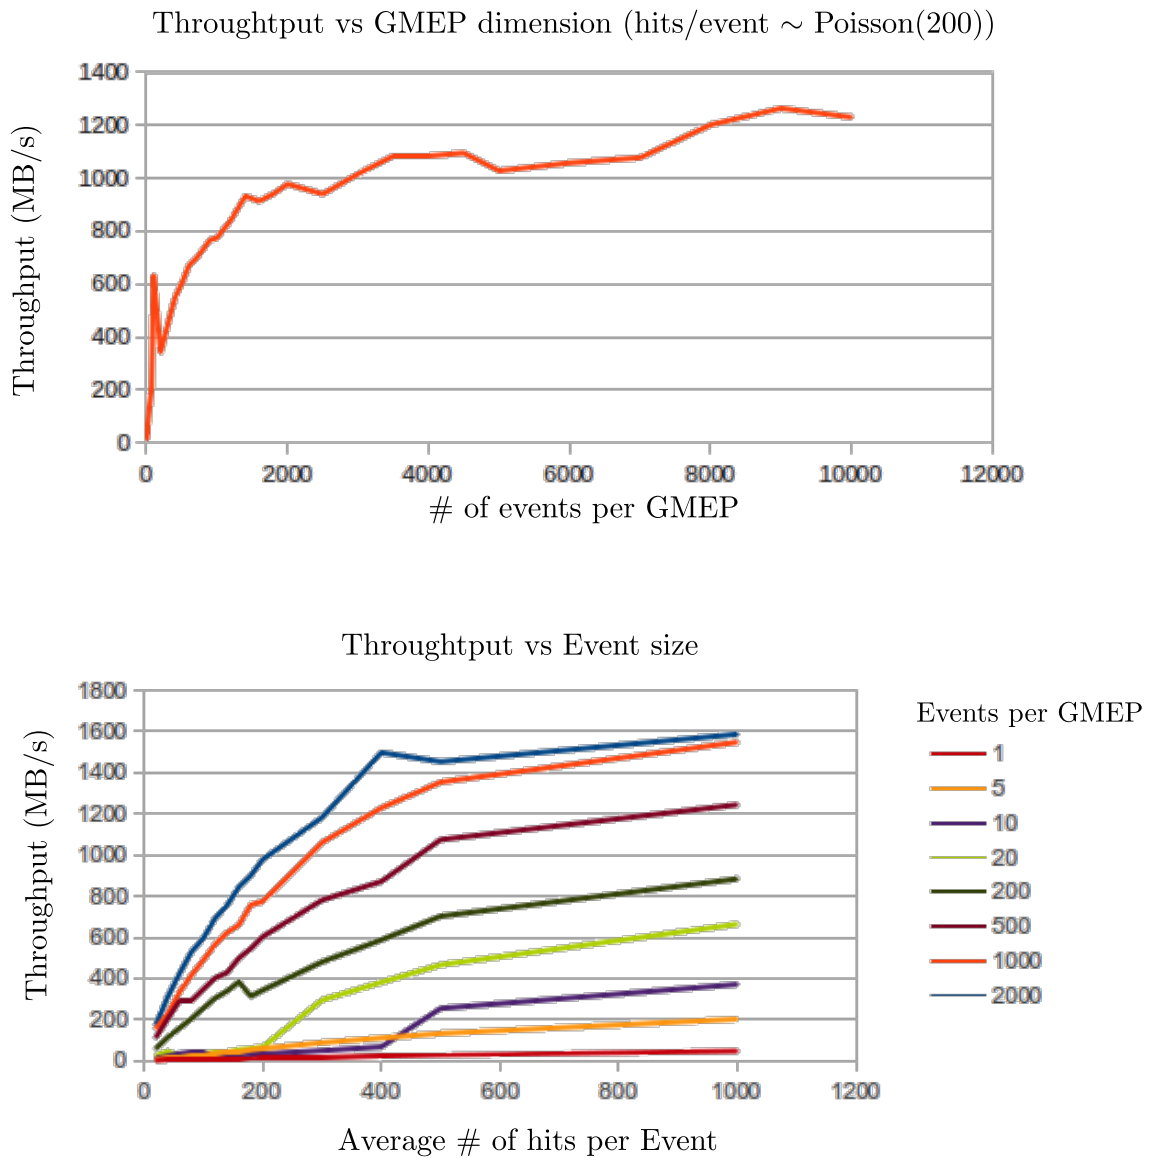 Throughtput vs GMEP dimension (hits/event ∼ Poisson(200))
Throughput (MB/s)
1400
1200
1000
800
600
400
200
0
0 2000 4000 6000 8000 10000 12000
# of events per GMEP
Throughtput vs Event size
Throughput (MB/s)
1800
1600
1400
1200
1000
800
600
400
200
0
0 200 400 600 800 1000 1200
Average # of hits per Event
Events per GMEP
1
5
10
20
200
500
1000
2000